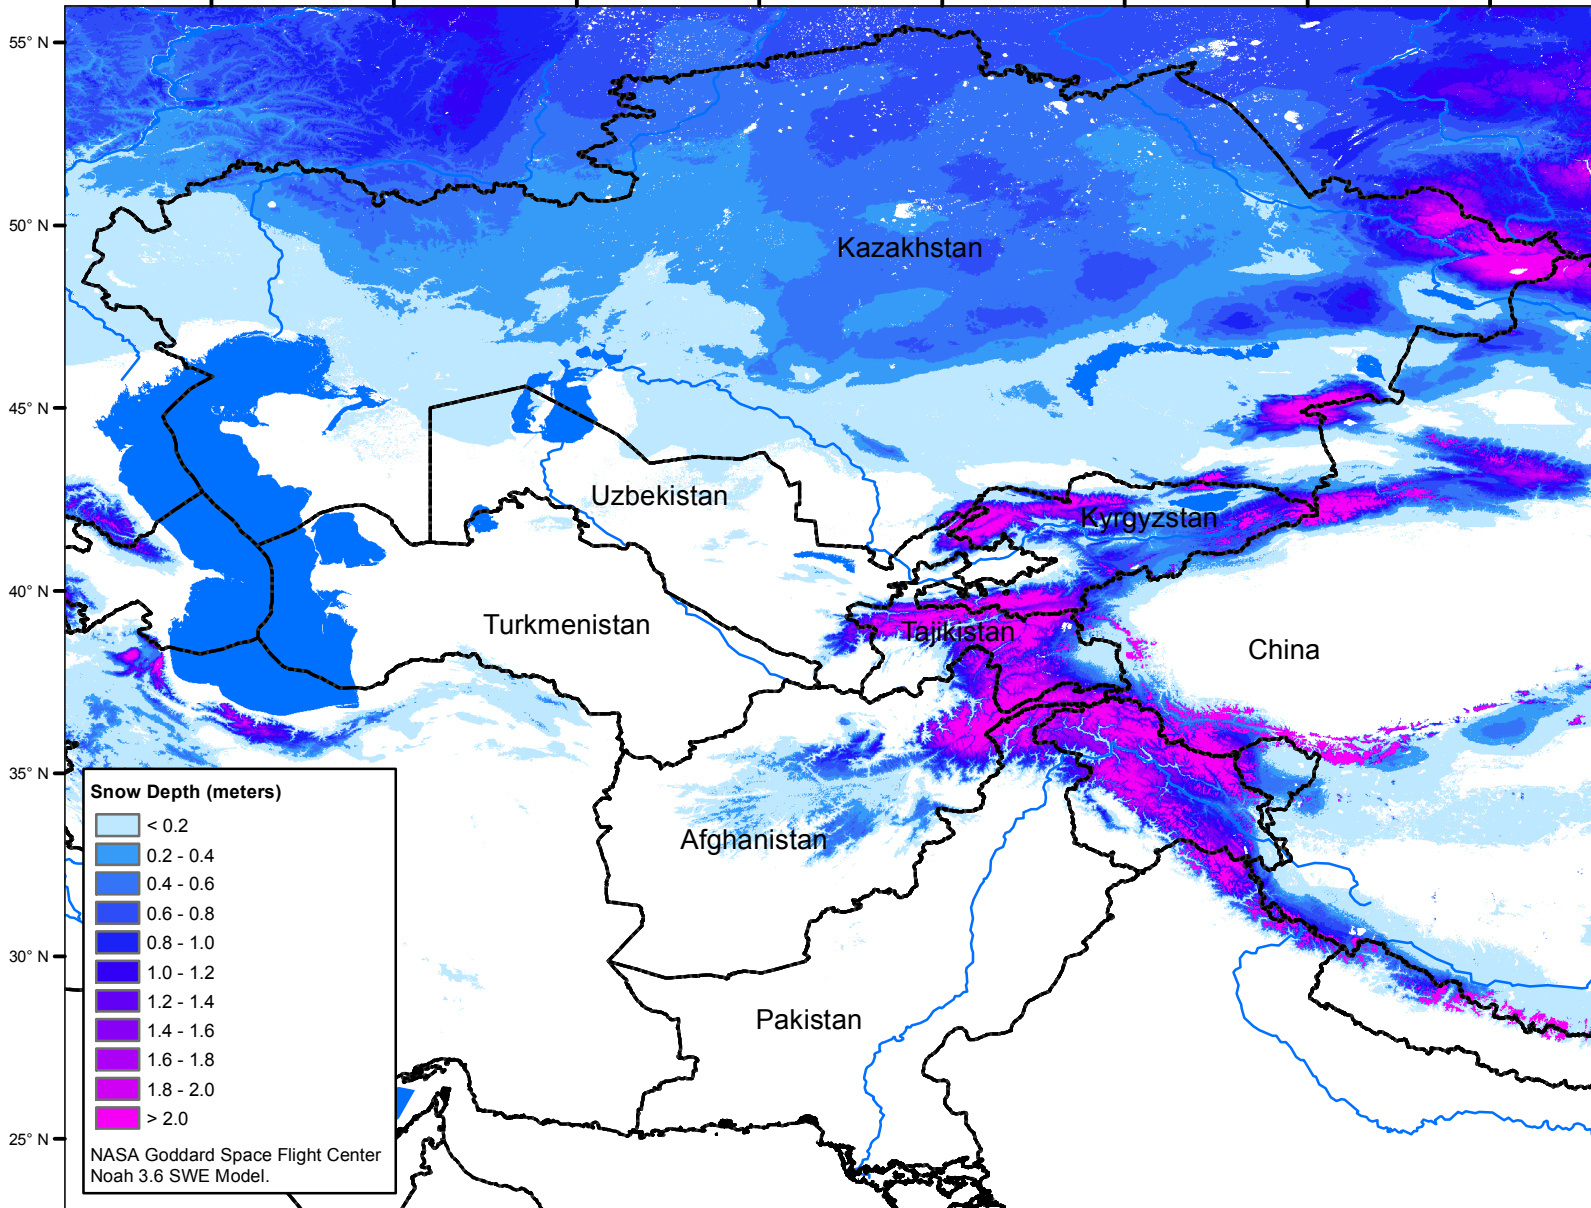 55° N
50° N
45° N
40° N
35° N
30° N
25° N
Kazakhstan
Uzbekistan
Kyrgyzstan
Turkmenistan
Tajikistan
China
Afghanistan
Pakistan
Snow Depth (meters)
< 0.2
0.2 - 0.4
0.4 - 0.6
0.6 - 0.8
0.8 - 1.0
1.0 - 1.2
1.2 - 1.4
1.4 - 1.6
1.6 - 1.8
1.8 - 2.0
> 2.0
NASA Goddard Space Flight Center
Noah 3.6 SWE Model.